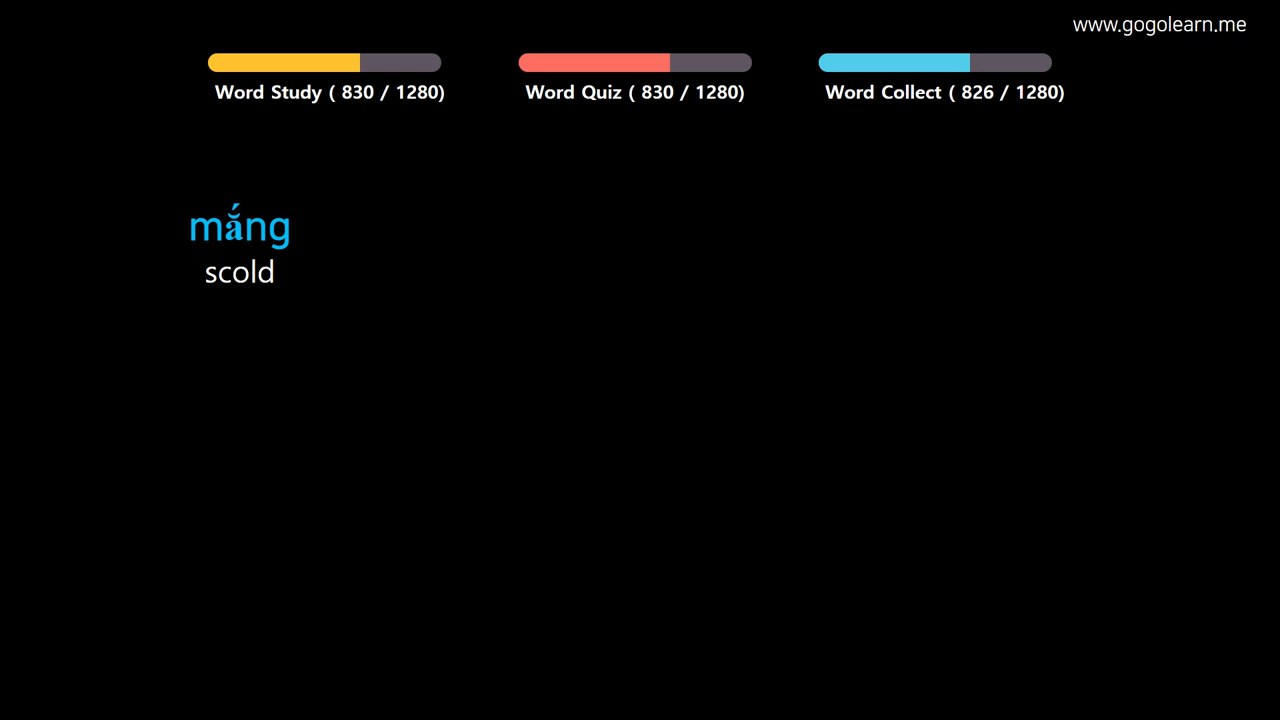 www.gogolearn.me
Word Study ( 830 / 1280)
Word Quiz ( 830 / 1280)
Word Collect ( 826 / 1280)
mắng
scold